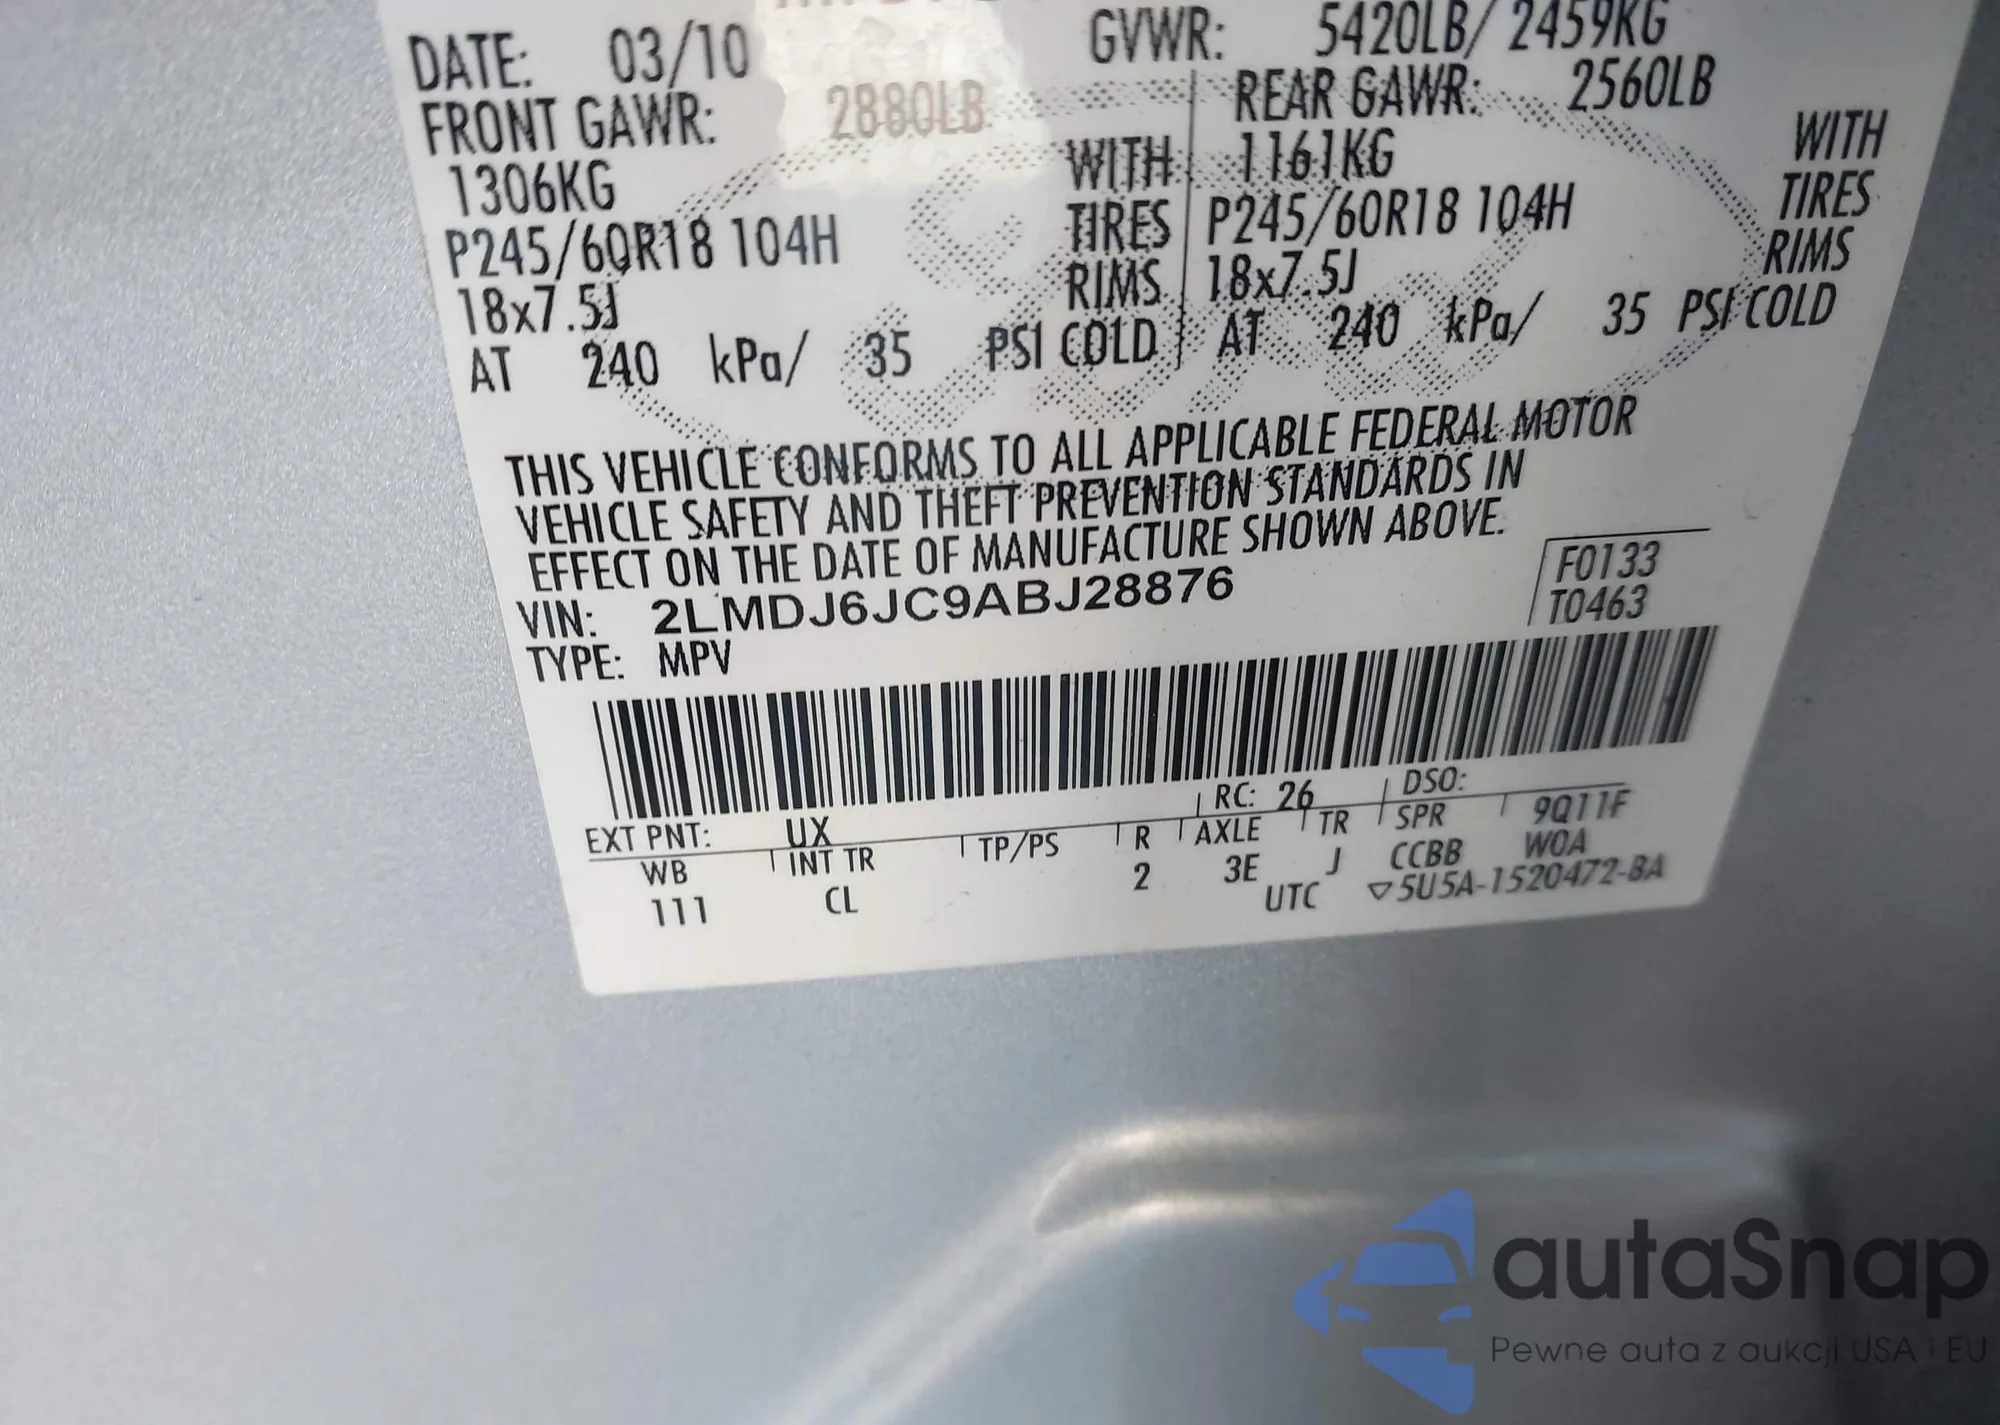 DATE: 03/10 GVWR: 5420LB/ 2459KG
FRONT GAWR: 2880LB REAR GAWR: 2560LB
1306KG WITH 1161KG WITH
P245/60R18 104H TIRES P245/60R18 104H TIRES
18x7.5J RIMS 18x7.5J RIMS
AT 240 kPa/ 35 PSI COLD AT 240 kPa/ 35 PSI COLD
THIS VEHICLE CONFORMS TO ALL APPLICABLE FEDERAL MOTOR
VEHICLE SAFETY AND THEFT PREVENTION STANDARDS IN
EFFECT ON THE DATE OF MANUFACTURE SHOWN ABOVE.
VIN: 2LMDJ6JC9ABJ28876
F0133
T0463
TYPE: MPV
EXT PNT: UX RC: 26 DSO:
WB INT TR TP/PS R AXLE TR SPR 9Q11F
111 CL 2 3E J CCBB WOA
UTC ▽5U5A-1520472-BA
autaSnap
Pewne auta z aukcji USA i EU